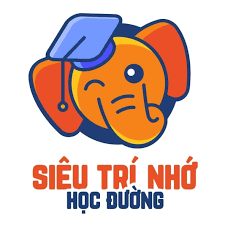 SIÊU TRÍ NHỚ
HỌC ĐƯỜNG